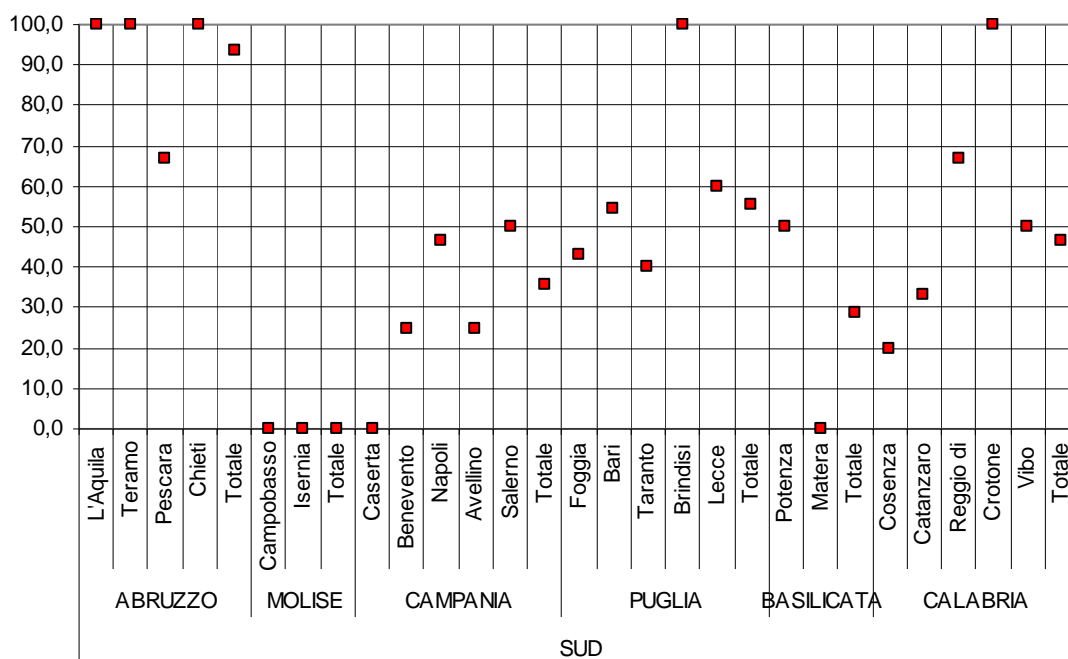 100,0
90,0
80,0
70,0
60,0
50,0
40,0
30,0
20,0
10,0
0,0
L'Aquila
Teramo
Pescara
Chieti
Totale
Campobasso
Isernia
Totale
Caserta
Benevento
Napoli
Avellino
Salerno
Totale
Foggia
Bari
Taranto
Brindisi
Lecce
Totale
Potenza
Matera
Totale
Cosenza
Catanzaro
Reggio di
Crotone
Vibo
Totale
ABRUZZO MOLISE CAMPANIA PUGLIA BASILICATA CALABRIA
SUD